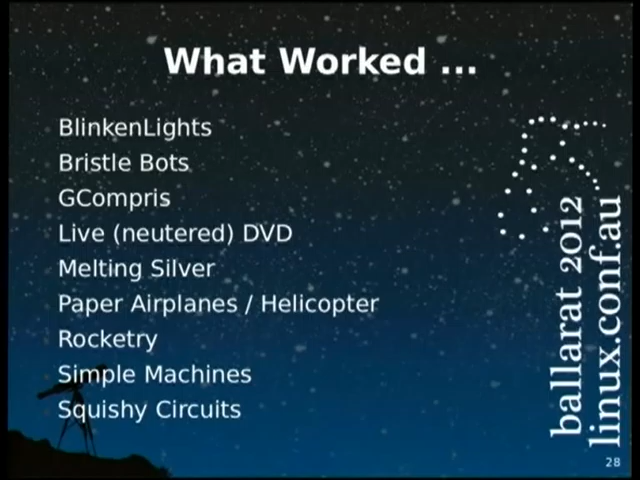 What Worked ...
BlinkenLights
Bristle Bots
GCompris
Live (neutered) DVD
Melting Silver
Paper Airplanes / Helicopter
Rocketry
Simple Machines
Squishy Circuits
ballarat 2012
linux.conf.au
28